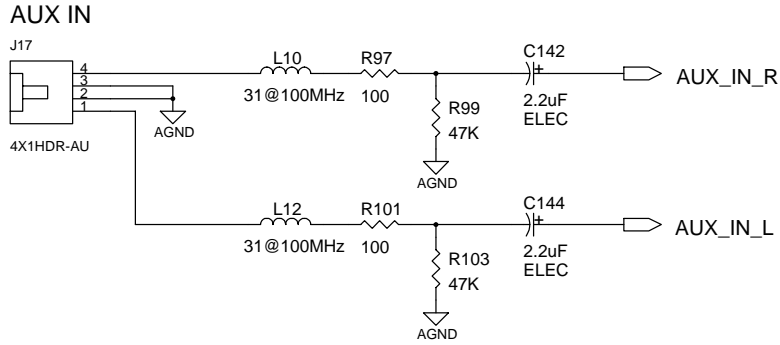 AUX IN
J17
4
3
2
1
4X1HDR-AU
AGND
L10
31@100MHz
R97
100
R99
47K
AGND
C142
2.2uF
ELEC
AUX_IN_R
L12
31@100MHz
R101
100
R103
47K
AGND
C144
2.2uF
ELEC
AUX_IN_L